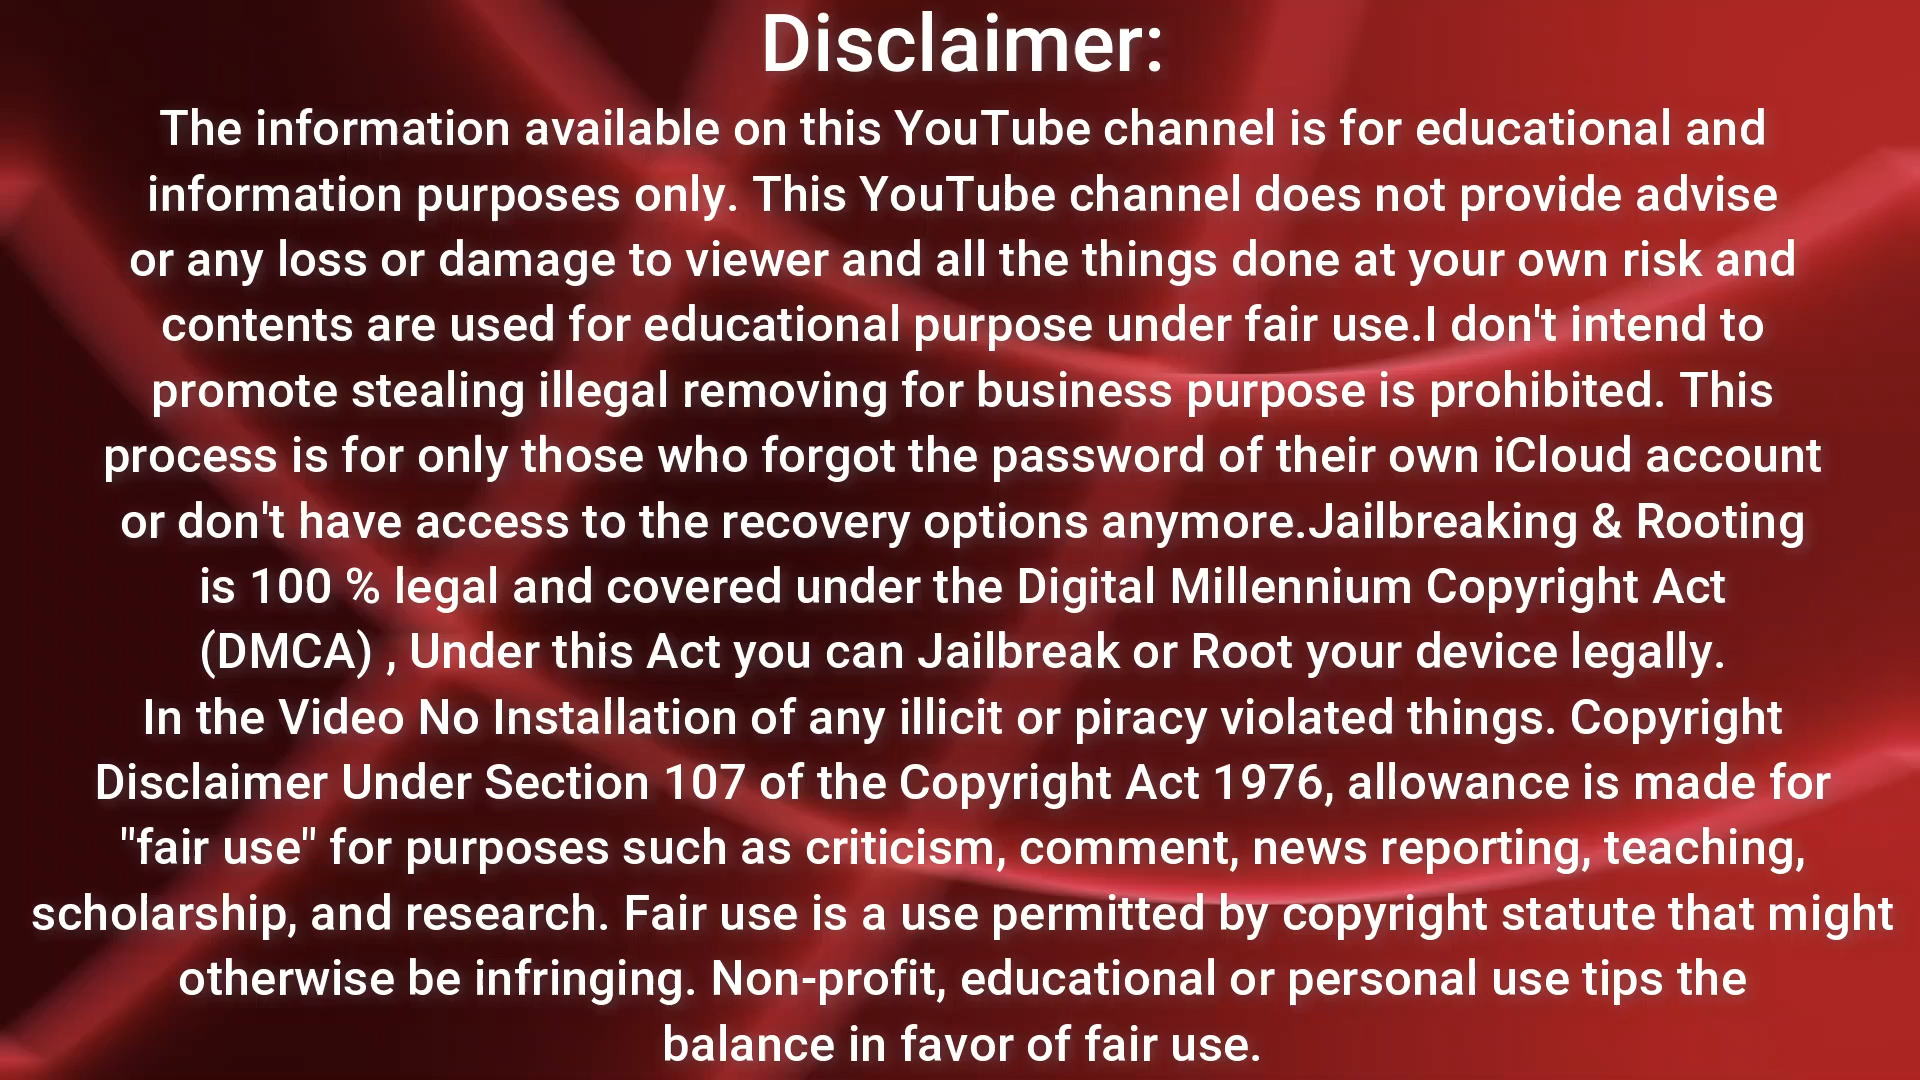 Disclaimer:
The information available on this YouTube channel is for educational and
information purposes only. This YouTube channel does not provide advise
or any loss or damage to viewer and all the things done at your own risk and
contents are used for educational purpose under fair use.I don't intend to
promote stealing illegal removing for business purpose is prohibited. This
process is for only those who forgot the password of their own iCloud account
or don't have access to the recovery options anymore.Jailbreaking & Rooting
is 100 % legal and covered under the Digital Millennium Copyright Act
(DMCA) , Under this Act you can Jailbreak or Root your device legally.
In the Video No Installation of any illicit or piracy violated things. Copyright
Disclaimer Under Section 107 of the Copyright Act 1976, allowance is made for
"fair use" for purposes such as criticism, comment, news reporting, teaching,
scholarship, and research. Fair use is a use permitted by copyright statute that might
otherwise be infringing. Non-profit, educational or personal use tips the
balance in favor of fair use.